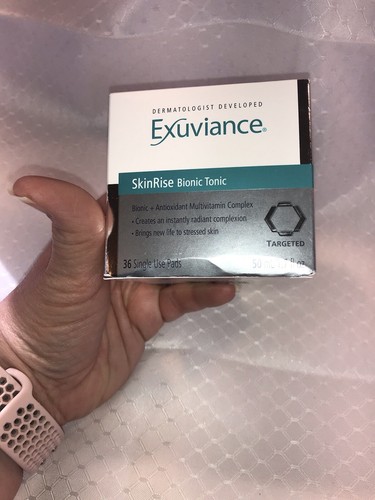 DERMATOLOGIST DEVELOPED
Exuviance®
SkinRise Bionic Tonic
Bionic + Antioxidant Multivitamin Complex
• Creates an instantly radiant complexion
• Brings new life to stressed skin
TARGETED
36 Single Use Pads